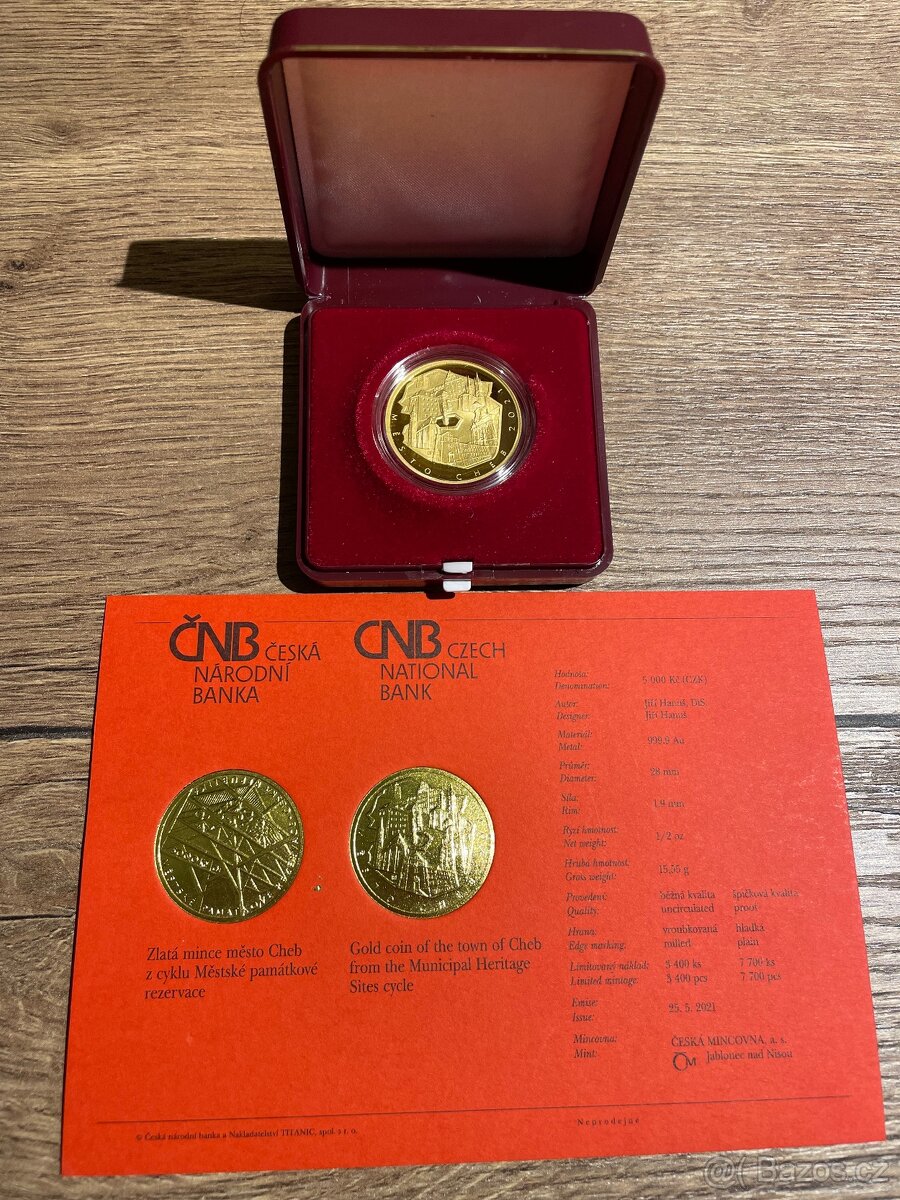 MĚSTO CHEB 2021
ČNB ČESKÁ
NÁRODNÍ
BANKA
CNB CZECH
NATIONAL
BANK
Zlatá mince město Cheb
z cyklu Městské památkové
rezervace
Gold coin of the town of Cheb
from the Municipal Heritage
Sites cycle
Hodnota:
Denomination: 5 000 Kč (CZK)
Autor: Jiří Hanuš, DiS.
Designer: Jiří Hanuš
Materiál:
Metal: 999,9 Au
Průměr:
Diameter: 28 mm
Síla:
Rim: 1,9 mm
Ryzí hmotnost:
Net weight: 1/2 oz
Hrubá hmotnost:
Gross weight: 15,55 g
Provedení: běžná kvalita špičková kvalita
Quality: uncirculated proof
Hrana: vroubkovaná hladká
Edge marking: milled plain
Limitovaný náklad: 3 400 ks 7 700 ks
Limited mintage: 3 400 pcs 7 700 pcs
Emise:
Issue: 25. 5. 2021
Mincovna: ČESKÁ MINCOVNA, a. s.
Mint: ČM Jablonec nad Nisou
© Česká národní banka a Nakladatelství TITANIC, spol. s r. o.
Neprodejné
Bazos.cz